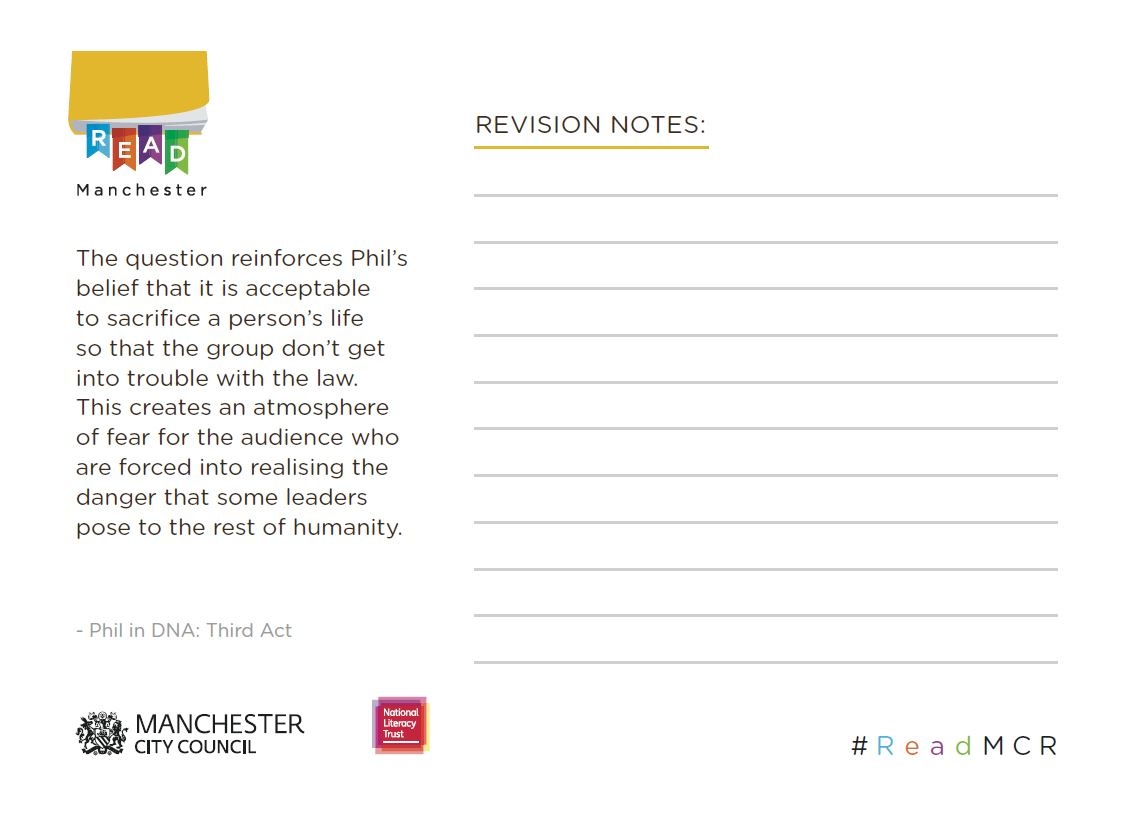 READ
Manchester
The question reinforces Phil's
belief that it is acceptable
to sacrifice a person's life
so that the group don't get
into trouble with the law.
This creates an atmosphere
of fear for the audience who
are forced into realising the
danger that some leaders
pose to the rest of humanity.
- Phil in DNA: Third Act
REVISION NOTES:
MANCHESTER
CITY COUNCIL
National
Literacy
Trust
#ReadMCR